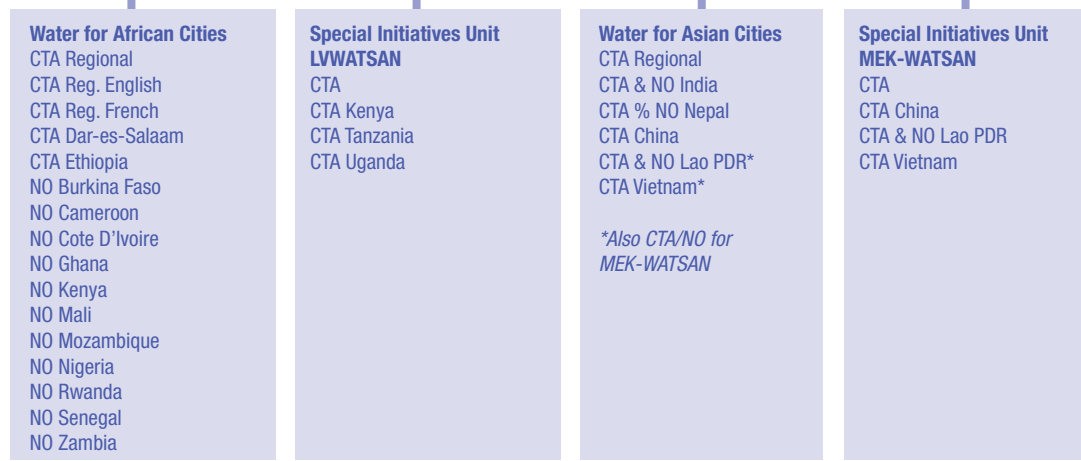 Water for African Cities
CTA Regional
CTA Reg. English
CTA Reg. French
CTA Dar-es-Salaam
CTA Ethiopia
NO Burkina Faso
NO Cameroon
NO Cote D’Ivoire
NO Ghana
NO Kenya
NO Mali
NO Mozambique
NO Nigeria
NO Rwanda
NO Senegal
NO Zambia
Special Initiatives Unit
LVWATSAN
CTA
CTA Kenya
CTA Tanzania
CTA Uganda
Water for Asian Cities
CTA Regional
CTA & NO India
CTA % NO Nepal
CTA China
CTA & NO Lao PDR*
CTA Vietnam*
*Also CTA/NO for
MEK-WATSAN
Special Initiatives Unit
MEK-WATSAN
CTA
CTA China
CTA & NO Lao PDR
CTA Vietnam